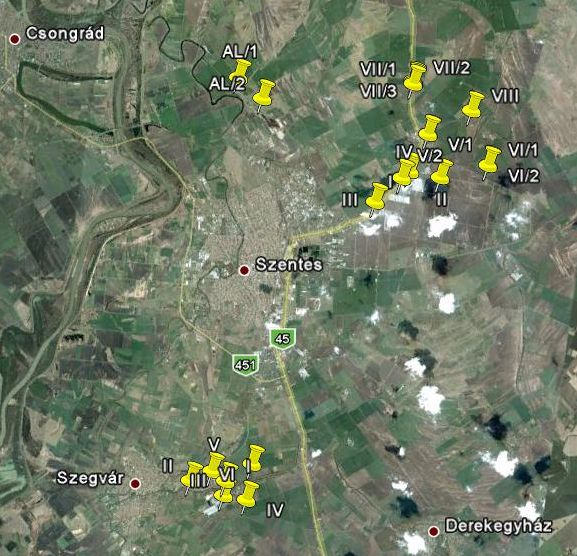 Csongrád
AL/1
AL/2
VII/1
VII/2
VII/3
VIII
V/1
IV
V/2
VI/1
VI/2
I
II
III
Szentes
45
451
V
II
III
VI
I
IV
Szegvár
Derekegyház